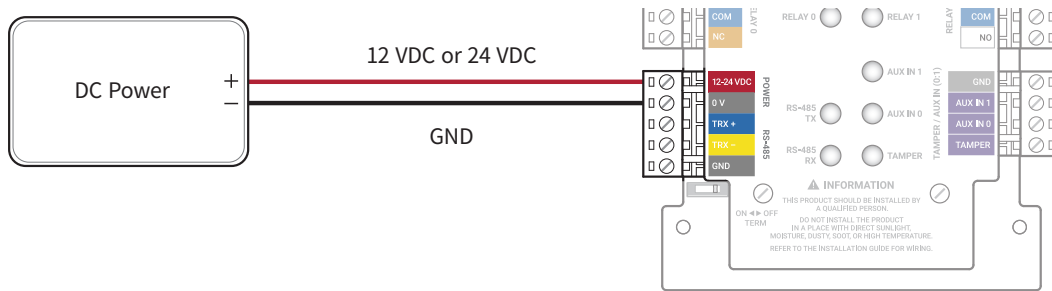 DC Power
+
−
12 VDC or 24 VDC
GND
COM
NC
RELAY 0
RELAY 0
RELAY 1
RELAY
COM
NO
12-24 VDC
0 V
TRX +
TRX −
GND
POWER
RS-485
RS-485
TX
RS-485
RX
AUX IN 1
AUX IN 0
TAMPER
TAMPER / AUX IN (0:1)
GND
AUX IN 1
AUX IN 0
TAMPER
ON ◂▸ OFF
TERM
INFORMATION
THIS PRODUCT SHOULD BE INSTALLED BY
A QUALIFIED PERSON.
DO NOT INSTALL THE PRODUCT
IN A PLACE WITH DIRECT SUNLIGHT,
MOISTURE, DUSTY, SOOT, OR HIGH TEMPERATURE.
REFER TO THE INSTALLATION GUIDE FOR WIRING.